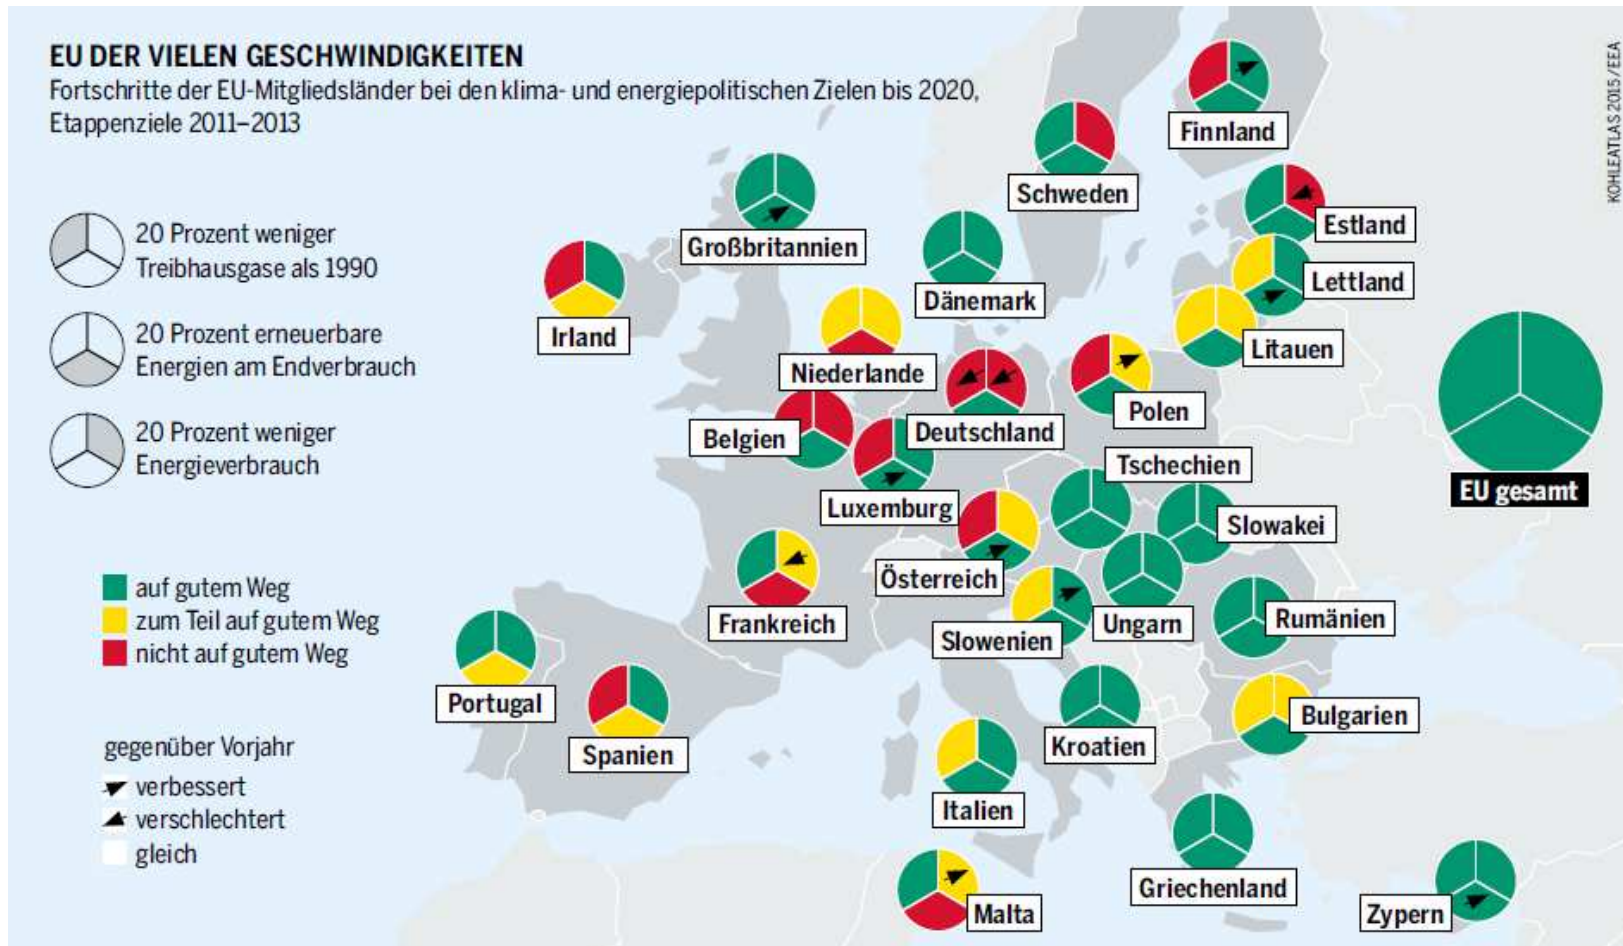 EU DER VIELEN GESCHWINDIGKEITEN
Fortschritte der EU-Mitgliedsländer bei den klima- und energiepolitischen Zielen bis 2020,
Etappenziele 2011–2013
20 Prozent weniger
Treibhausgase als 1990
20 Prozent erneuerbare
Energien am Endverbrauch
20 Prozent weniger
Energieverbrauch
auf gutem Weg
zum Teil auf gutem Weg
nicht auf gutem Weg
gegenüber Vorjahr
verbessert
verschlechtert
gleich
Finnland
Schweden
Estland
Großbritannien
Lettland
Dänemark
Irland
Litauen
Niederlande
Polen
Deutschland
Belgien
Tschechien
EU gesamt
Luxemburg
Slowakei
Österreich
Frankreich
Ungarn
Rumänien
Slowenien
Portugal
Bulgarien
Kroatien
Spanien
Italien
Griechenland
Malta
Zypern
KOHLEATLAS 2015 / EEA